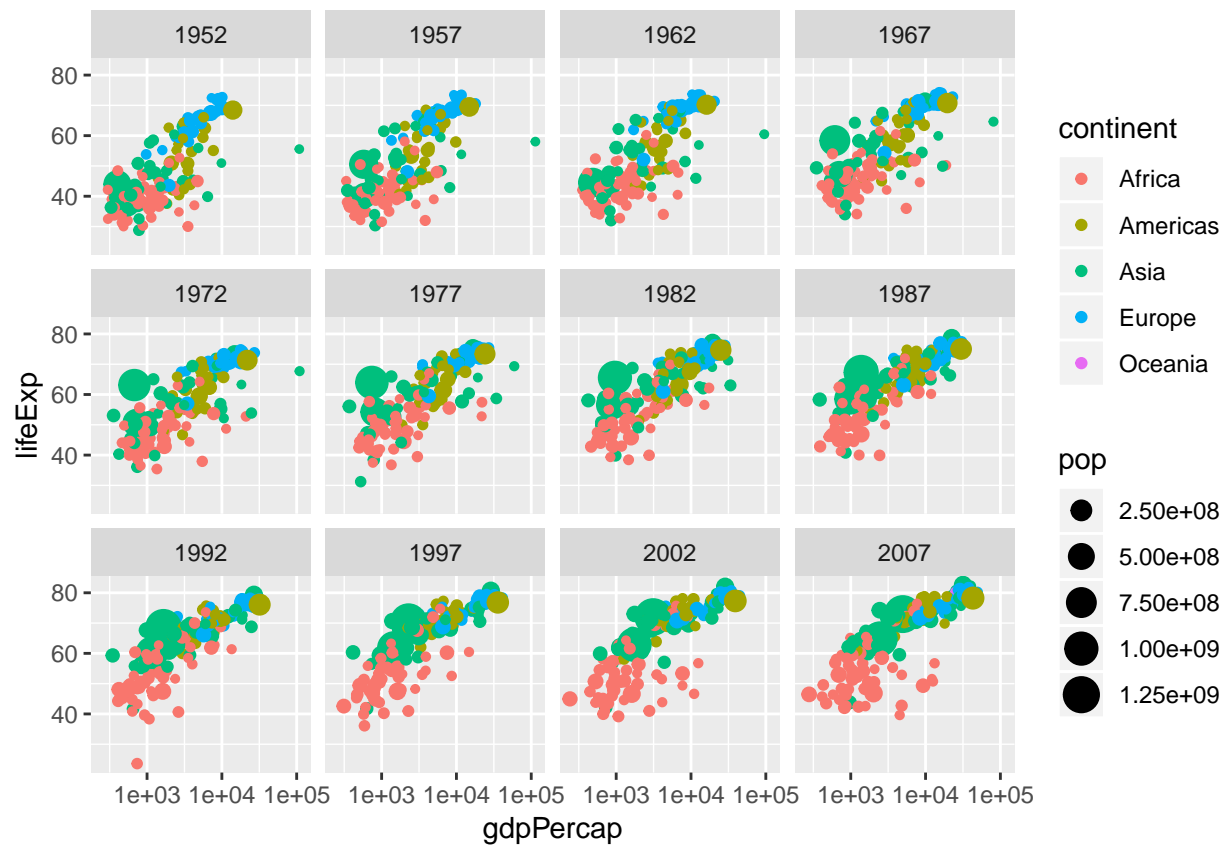 1952 1957 1962 1967
80
60
40
1972 1977 1982 1987
80
60
40
1992 1997 2002 2007
80
60
40
1e+03 1e+04 1e+05 1e+03 1e+04 1e+05 1e+03 1e+04 1e+05 1e+03 1e+04 1e+05
gdpPercap
lifeExp
continent
Africa
Americas
Asia
Europe
Oceania
pop
2.50e+08
5.00e+08
7.50e+08
1.00e+09
1.25e+09